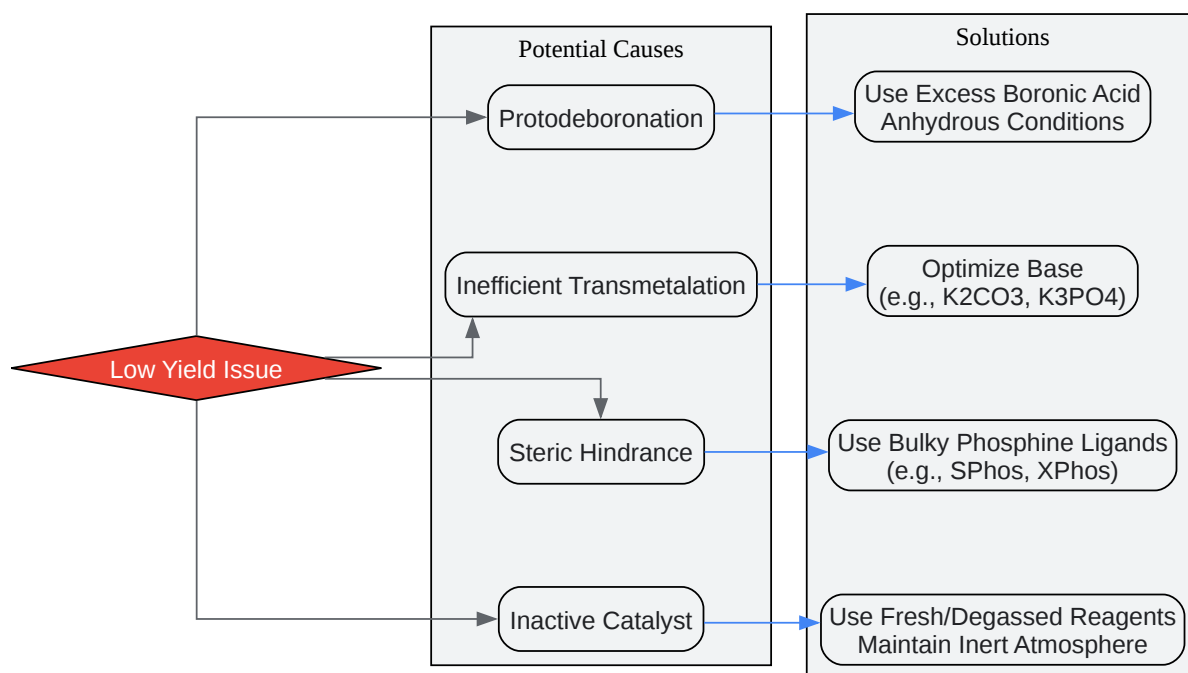 Potential Causes
Solutions
Protodeboronation
Use Excess Boronic Acid
Anhydrous Conditions
Inefficient Transmetalation
Optimize Base
(e.g., K2CO3, K3PO4)
Low Yield Issue
Steric Hindrance
Use Bulky Phosphine Ligands
(e.g., SPhos, XPhos)
Inactive Catalyst
Use Fresh/Degassed Reagents
Maintain Inert Atmosphere